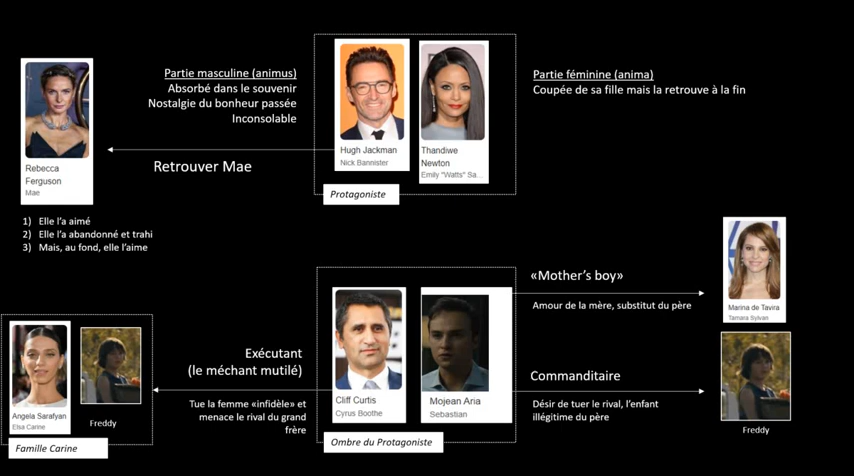 Partie masculine (animus)
Absorbé dans le souvenir
Nostalgie du bonheur passée
Inconsolable
Partie féminine (anima)
Coupée de sa fille mais la retrouve à la fin
Hugh Jackman
Nick Bannister
Thandiwe
Newton
Emily "Watts" Sa...
Rebecca
Ferguson
Mae
Retrouver Mae
Protagoniste
1) Elle l'a aimé
2) Elle l'a abandonné et trahi
3) Mais, au fond, elle l'aime
«Mother's boy»
Amour de la mère, substitut du père
Marina de Tavira
Tamara Sylvan
Exécutant
(le méchant mutilé)
Tue la femme «infidèle» et
menace le rival du grand
frère
Cliff Curtis
Cyrus Boothe
Mojean Aria
Sebastian
Commanditaire
Désir de tuer le rival, l'enfant
illégitime du père
Freddy
Angela Sarafyan
Elsa Carine
Freddy
Famille Carine
Ombre du Protagoniste